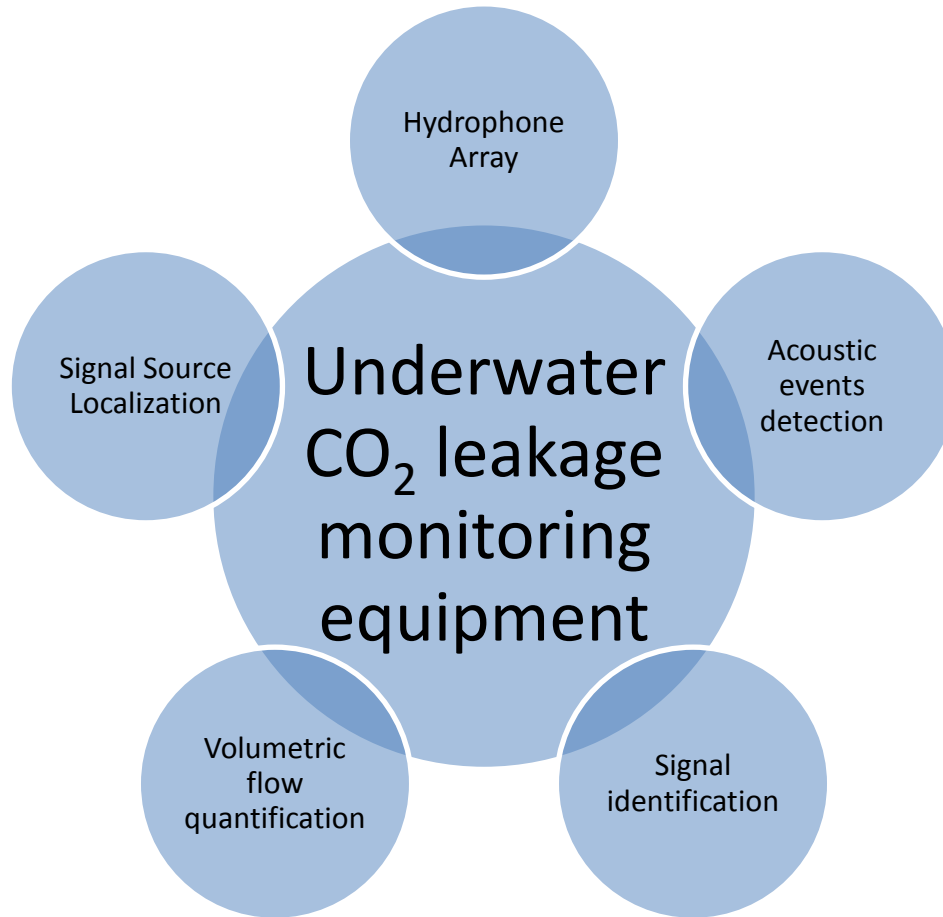 Hydrophone
Array
Signal Source
Localization
Acoustic
events
detection
Underwater
CO₂ leakage
monitoring
equipment
Volumetric
flow
quantification
Signal
identification